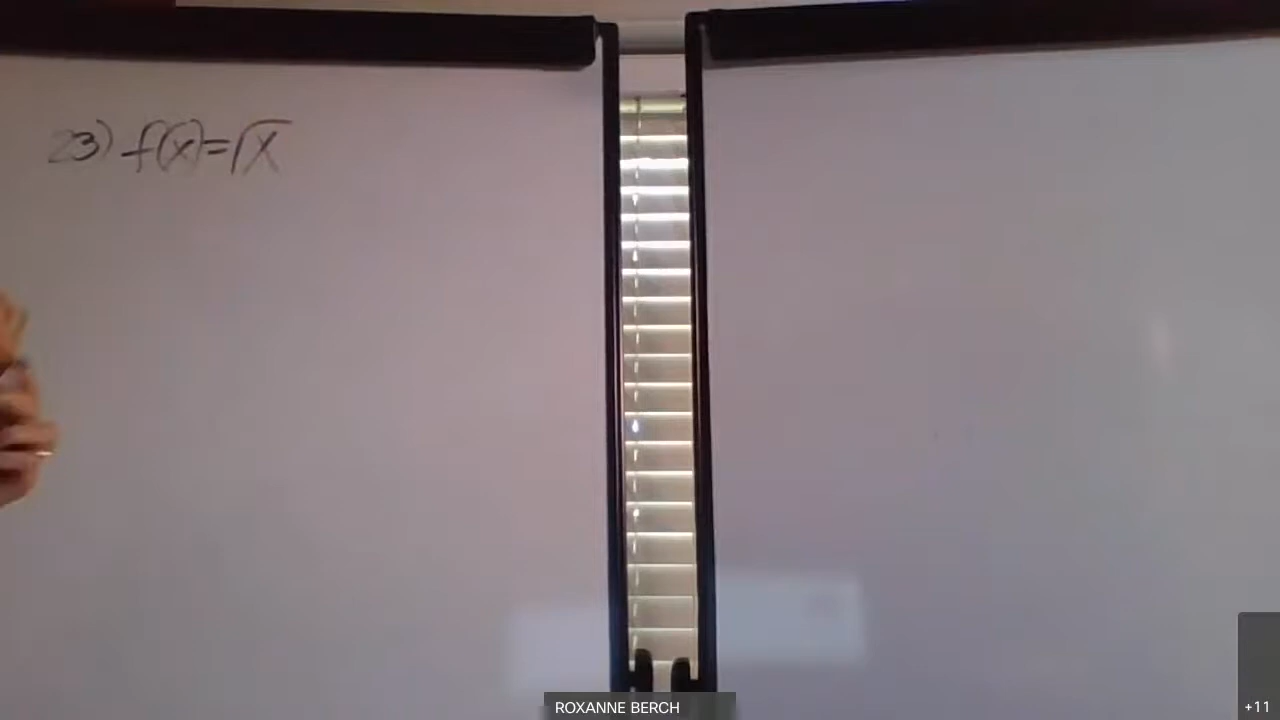 23) f(x)=√x
ROXANNE BERCH
+11